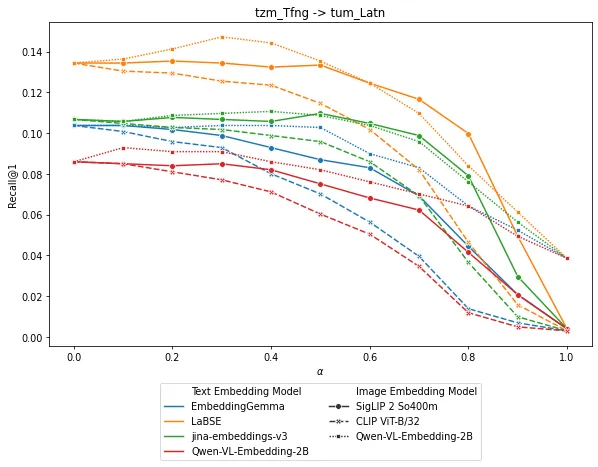 tzm_Tfng -> tum_Latn
Recall@1
0.14
0.12
0.10
0.08
0.06
0.04
0.02
0.00
0.0 0.2 0.4 0.6 0.8 1.0
α
Text Embedding Model
EmbeddingGemma
LaBSE
jina-embeddings-v3
Qwen-VL-Embedding-2B
Image Embedding Model
SigLIP 2 So400m
CLIP ViT-B/32
Qwen-VL-Embedding-2B